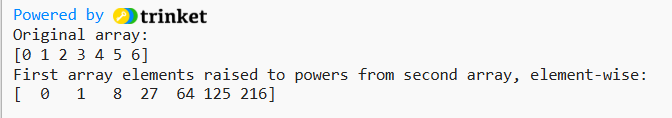 Powered by trinket
Original array:
[0 1 2 3 4 5 6]
First array elements raised to powers from second array, element-wise:
[  0   1   8  27  64 125 216]